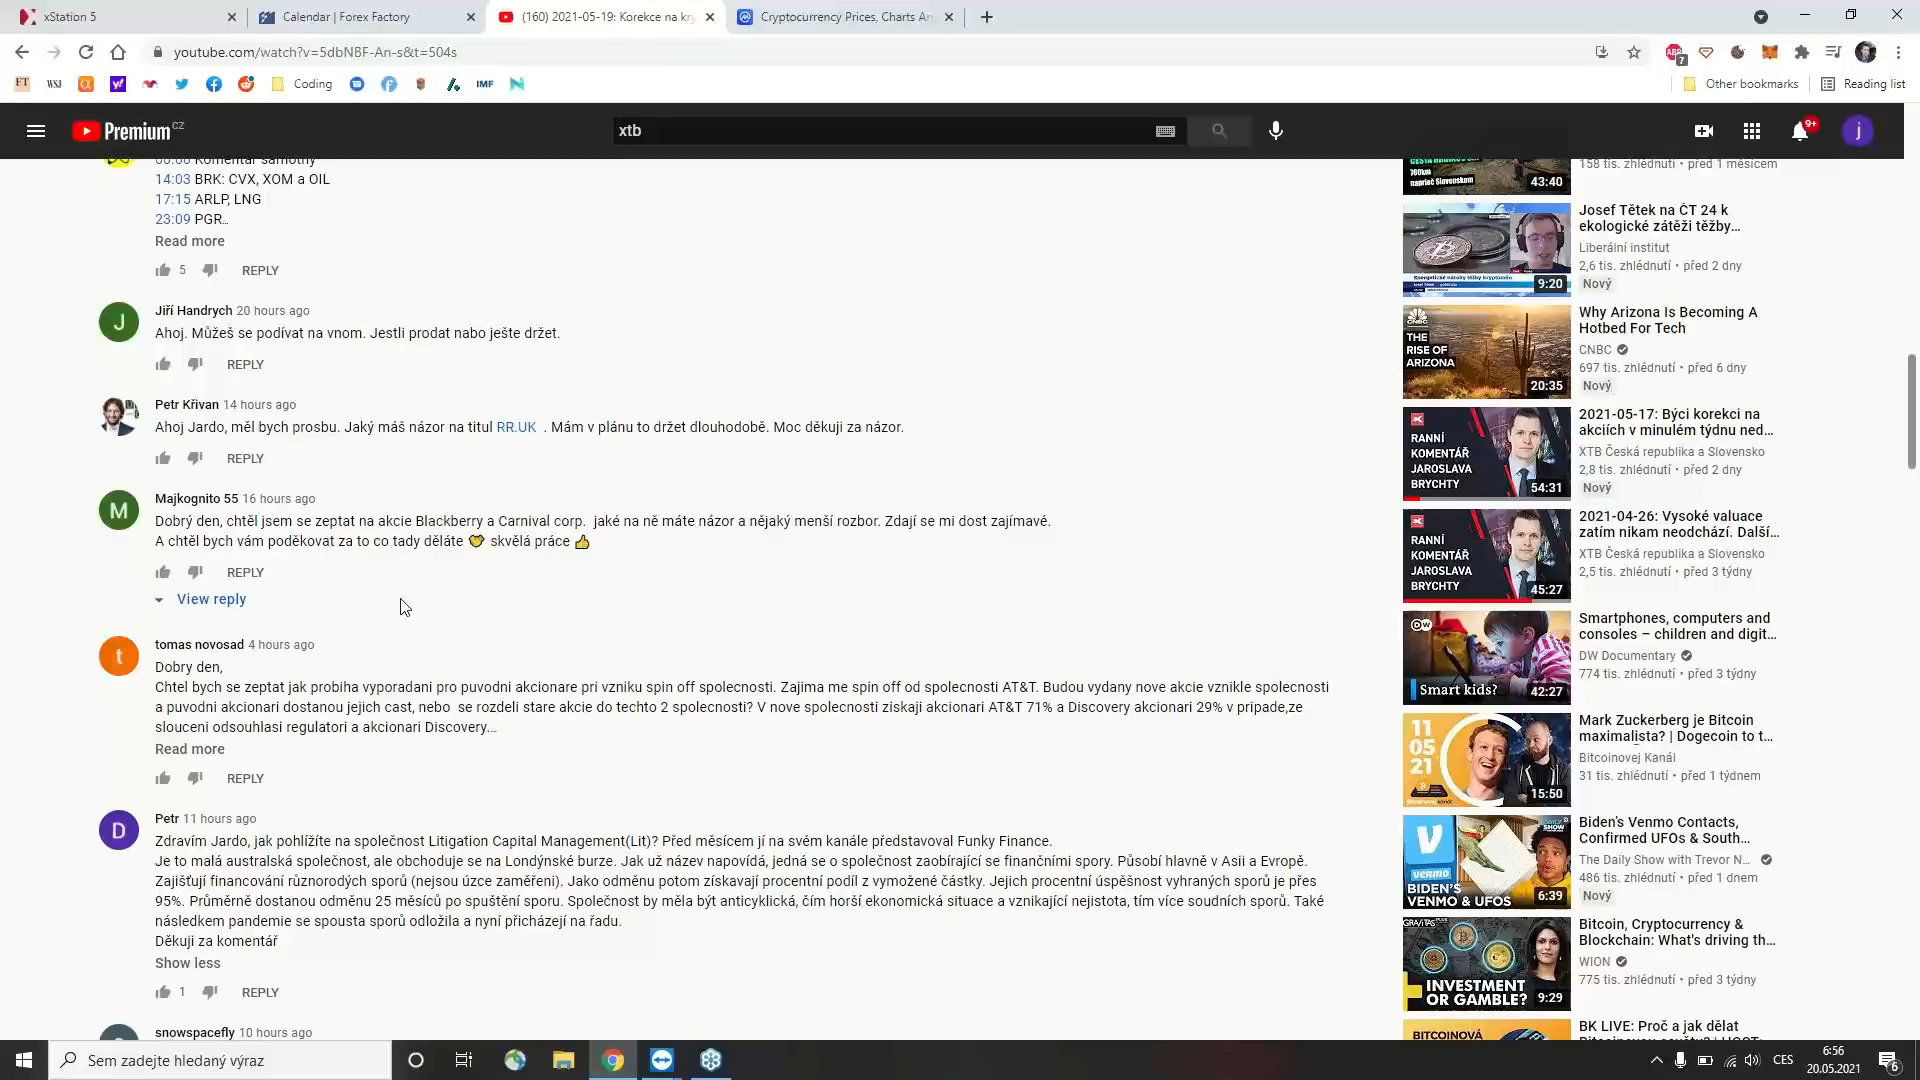 xStation 5
Calendar | Forex Factory
(160) 2021-05-19: Korekce na kry
Cryptocurrency Prices, Charts An
youtube.com/watch?v=5dbNBF-An-s&t=504s
ABP
7
FT
WSJ
Coding
IMF
Other bookmarks
Reading list
Premium CZ
xtb
9+
j
00:00 Komentář samotný
14:03 BRK: CVX, XOM a OIL
17:15 ARLP, LNG
23:09 PGR…
Read more
5
REPLY
J
Jiří Handrych 20 hours ago
Ahoj. Můžeš se podívat na vnom. Jestli prodat nabo ješte držet.
REPLY
Petr Křivan 14 hours ago
Ahoj Jardo, měl bych prosbu. Jaký máš názor na titul RR.UK . Mám v plánu to držet dlouhodobě. Moc děkuji za názor.
REPLY
M
Majkognito 55 16 hours ago
Dobrý den, chtěl jsem se zeptat na akcie Blackberry a Carnival corp. jaké na ně máte názor a nějaký menší rozbor. Zdají se mi dost zajímavé.
A chtěl bych vám poděkovat za to co tady děláte skvělá práce
REPLY
View reply
t
tomas novosad 4 hours ago
Dobry den,
Chtel bych se zeptat jak probiha vyporadani pro puvodni akcionare pri vzniku spin off spolecnosti. Zajima me spin off od spolecnosti AT&T. Budou vydany nove akcie vznikle spolecnosti
a puvodni akcionari dostanou jejich cast, nebo se rozdeli stare akcie do techto 2 spolecnosti? V nove spolecnosti ziskaji akcionari AT&T 71% a Discovery akcionari 29% v pripade,ze
slouceni odsouhlasi regulatori a akcionari Discovery.…
Read more
REPLY
D
Petr 11 hours ago
Zdravím Jardo, jak pohlížíte na společnost Litigation Capital Management(Lit)? Před měsícem jí na svém kanále představoval Funky Finance.
Je to malá australská společnost, ale obchoduje se na Londýnské burze. Jak už název napovídá, jedná se o společnost zaobírající se finančními spory. Působí hlavně v Asii a Evropě.
Zajišťují financování různorodých sporů (nejsou úzce zaměření). Jako odměnu potom získavají procentní podíl z vymožené částky. Jejich procentní úspěšnost vyhraných sporů je přes
95%. Průměrně dostanou odměnu 25 měsíců po spuštění sporu. Společnost by měla být anticyklická, čím horší ekonomická situace a vznikající nejistota, tím více soudních sporů. Také
následkem pandemie se spousta sporů odložila a nyní přicházejí na řadu.
Děkuji za komentář
Show less
1
REPLY
snowspacefly 10 hours ago
CESTA HRDINOV SNP
700km
naprieč Slovenskom
43:40
158 tis. zhlédnutí • před 1 měsícem
9:20
Josef Tětek na ČT 24 k
ekologické zátěži těžby…
Liberální institut
2,6 tis. zhlédnutí • před 2 dny
Nový
CNBC
THE
RISE OF
ARIZONA
20:35
Why Arizona Is Becoming A
Hotbed For Tech
CNBC
697 tis. zhlédnutí • před 6 dny
Nový
RANNÍ
KOMENTÁŘ
JAROSLAVA
BRYCHTY
54:31
2021-05-17: Býci korekci na
akciích v minulém týdnu ned…
XTB Česká republika a Slovensko
2,8 tis. zhlédnutí • před 2 dny
Nový
RANNÍ
KOMENTÁŘ
JAROSLAVA
BRYCHTY
45:27
2021-04-26: Vysoké valuace
zatím nikam neodchází. Další…
XTB Česká republika a Slovensko
2,5 tis. zhlédnutí • před 3 týdny
DW
Smart kids?
42:27
Smartphones, computers and
consoles – children and digit…
DW Documentary
774 tis. zhlédnutí • před 3 týdny
11
05
21
15:50
Mark Zuckerberg je Bitcoin
maximalista? | Dogecoin to t…
Bitcoinovej Kanál
31 tis. zhlédnutí • před 1 týdnem
venmo
BIDEN'S
VENMO & UFOS
6:39
Biden's Venmo Contacts,
Confirmed UFOs & South…
The Daily Show with Trevor N…
486 tis. zhlédnutí • před 1 dnem
Nový
GRAVITAS PLUS
INVESTMENT
OR GAMBLE?
9:29
Bitcoin, Cryptocurrency &
Blockchain: What's driving th…
WION
775 tis. zhlédnutí • před 3 týdny
BITCOINOVÁ
BK LIVE: Proč a jak dělat
Sem zadejte hledaný výraz
CES
6:56
20.05.2021
6